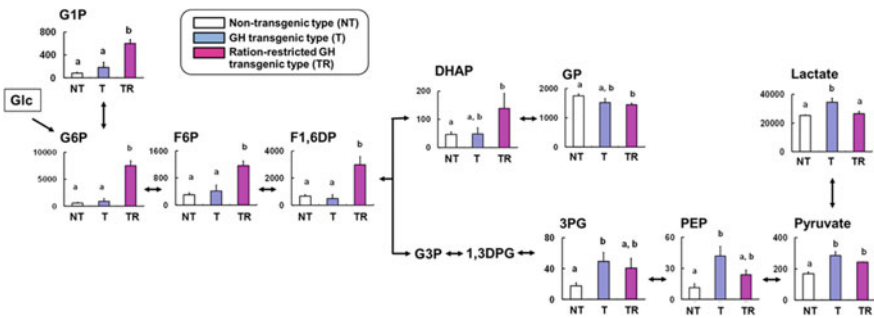 G1P
800
400
0
a
a
b
NT
T
TR
Non-transgenic type (NT)
GH transgenic type (T)
Ration-restricted GH
transgenic type (TR)
Glc
G6P
10000
5000
0
a
a
b
NT
T
TR
F6P
1600
800
0
a
a
b
NT
T
TR
F1,6DP
4000
2000
0
a
a
b
NT
T
TR
DHAP
200
100
0
a
a, b
b
NT
T
TR
GP
2000
1000
0
a
a, b
b
NT
T
TR
Lactate
40000
20000
0
a
b
a
NT
T
TR
G3P
1,3DPG
3PG
80
40
0
a
b
a, b
NT
T
TR
PEP
60
30
0
a
b
a, b
NT
T
TR
Pyruvate
400
200
0
a
b
b
NT
T
TR